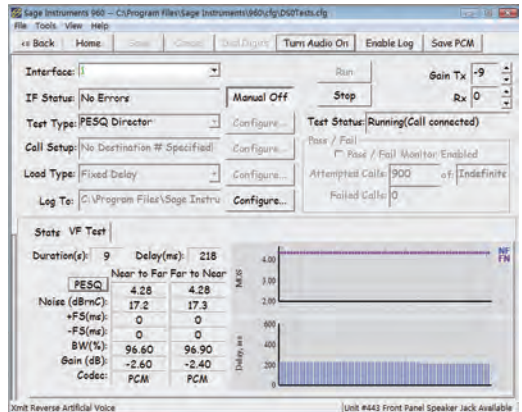 Sage Instruments 960 - C:\Program Files\Sage Instruments\960\cfg\DS0Tests.cfg
File Tools View Help
<< Back Home Save Cancel Dial Digits Turn Audio On Enable Log Save PCM
Interface: 1 Run Gain Tx -9
IF Status: No Errors Manual Off Stop Rx 0
Test Type: PESQ Director Configure... Test Status: Running(Call connected)
Call Setup: No Destination # Specified Configure... Pass / Fail
Pass / Fail Monitor Enabled
Load Type: Fixed Delay Configure... Attempted Calls: 900 of: Indefinite
Log To: C:\Program Files\Sage Instru Configure... Failed Calls: 0
Stats VF Test
Duration(s): 9 Delay(ms): 218
Near to Far Far to Near
PESQ 4.28 4.28
Noise (dBrnC): 17.2 17.3
+FS(ms): 0 0
-FS(ms): 0 0
BW(%): 96.60 96.90
Gain (dB): -2.60 -2.40
Codec: PCM PCM
MOS
4.00
3.00
2.00
NF
FN
Delay, ms
600
400
200
0
Xmit Reverse Artificial Voice Unit #443 Front Panel Speaker Jack Available